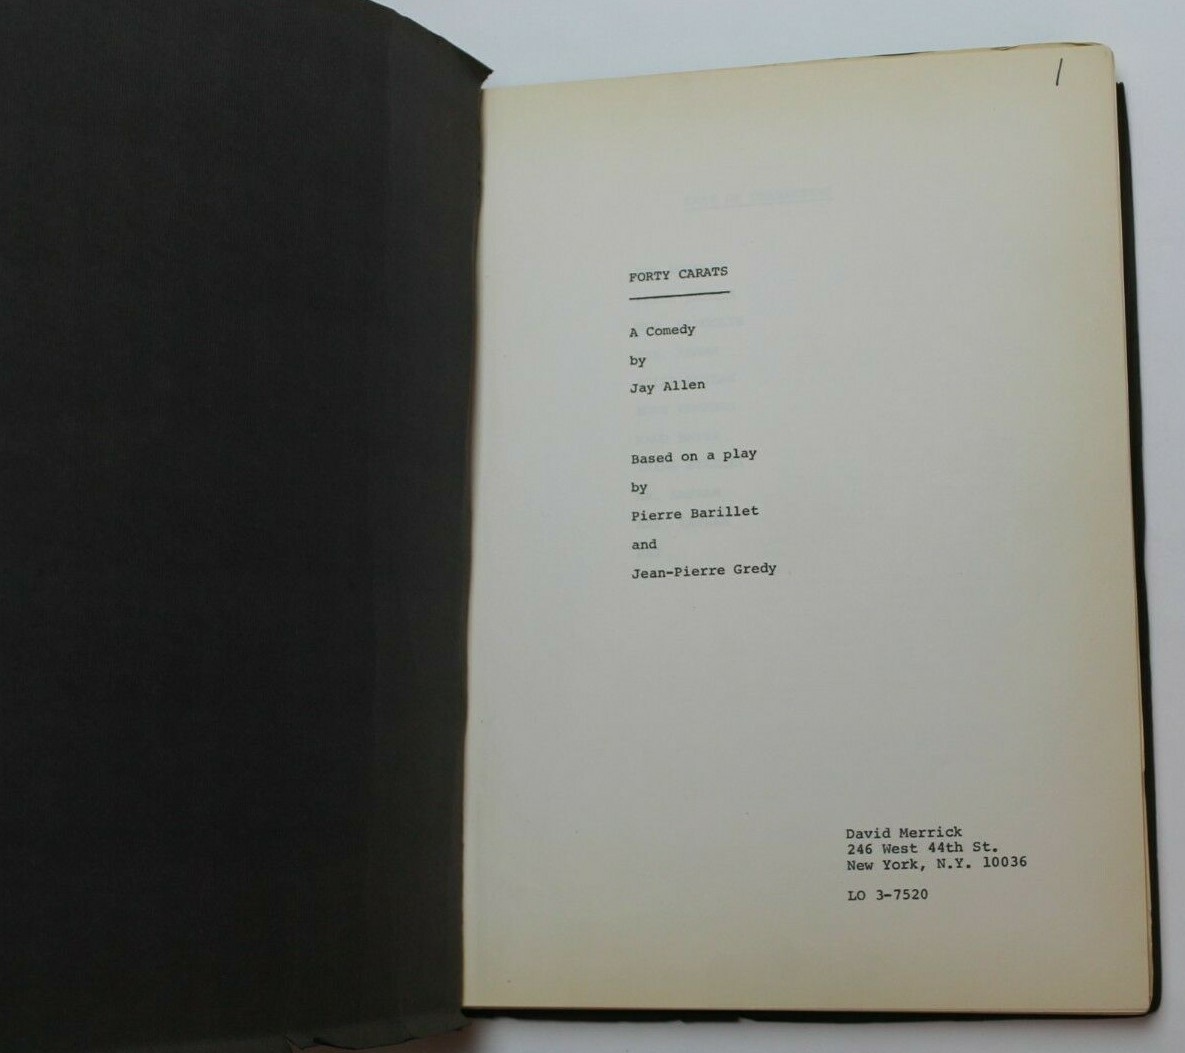 1
FORTY CARATS
A Comedy
by
Jay Allen
Based on a play
by
Pierre Barillet
and
Jean-Pierre Gredy
David Merrick
246 West 44th St.
New York, N.Y. 10036
LO 3-7520